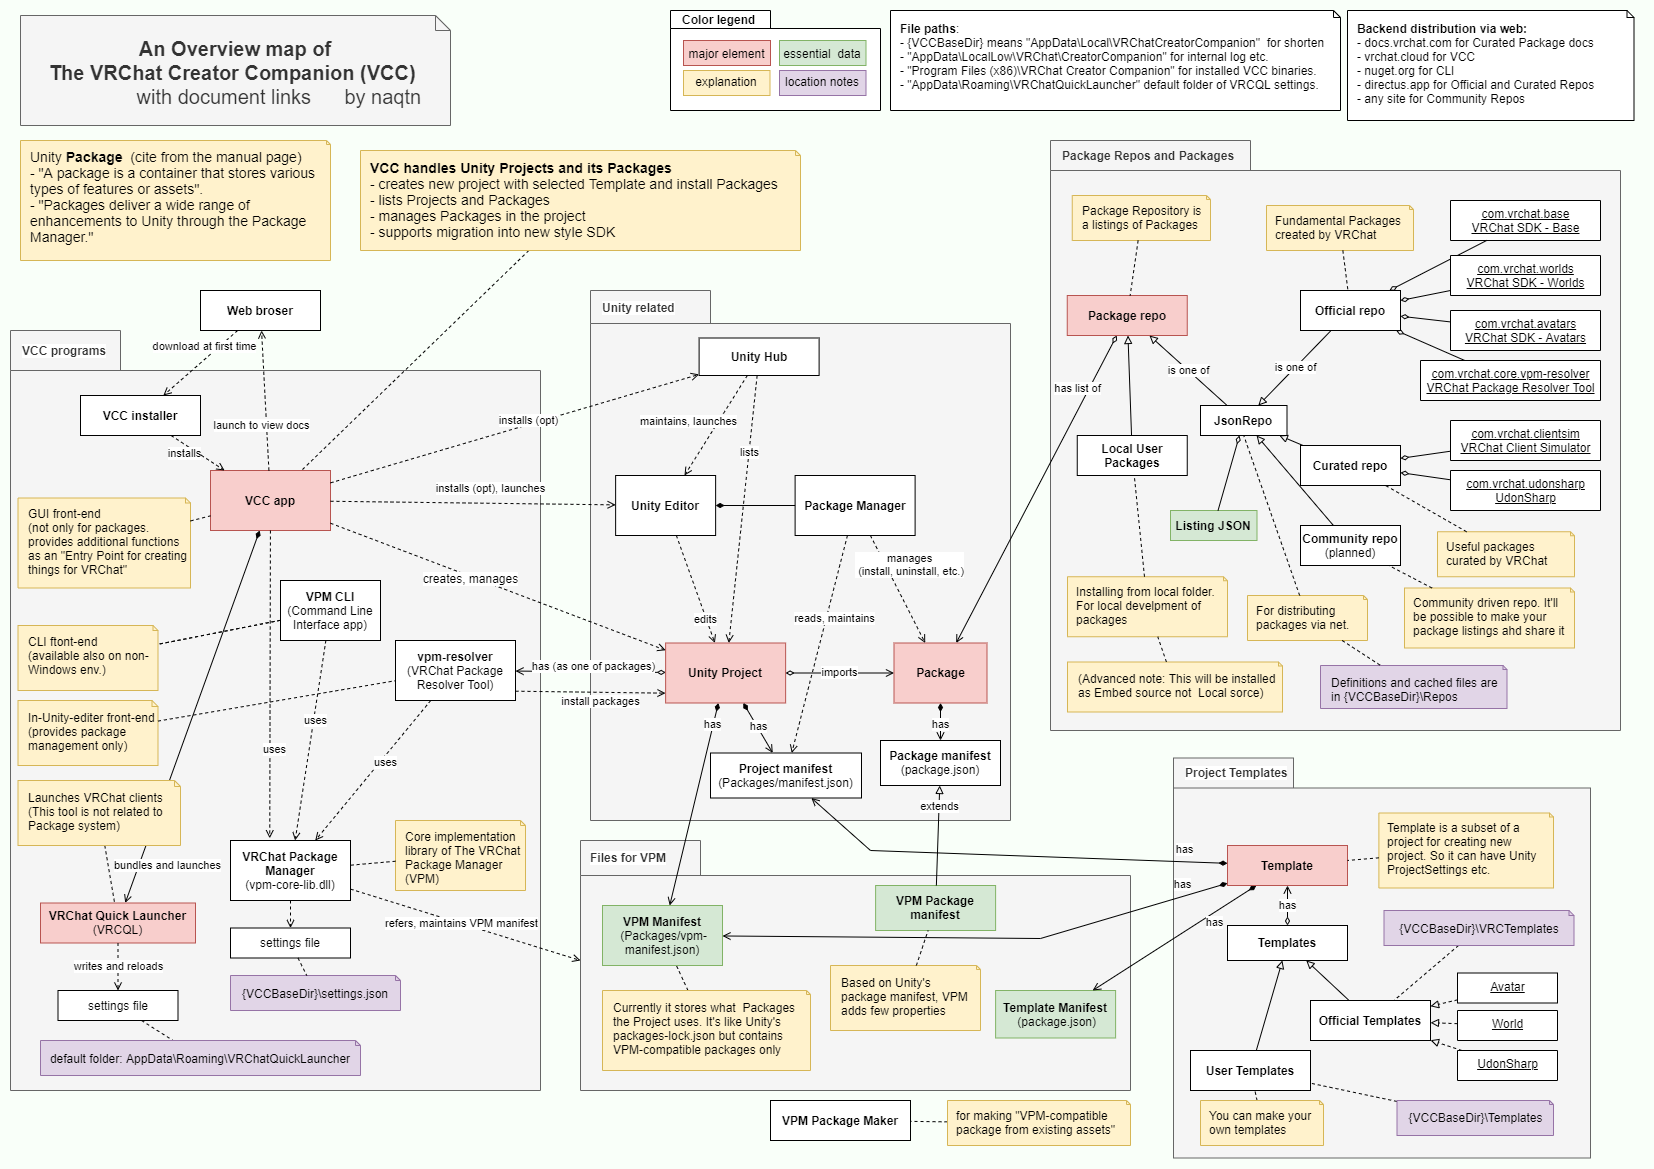 An Overview map of
The VRChat Creator Companion (VCC)
with document links by naqtn
Color legend
major element
essential data
explanation
location notes
File paths:
- {VCCBaseDir} means "AppData\Local\VRChatCreatorCompanion" for shorten
- "AppData\LocalLow\VRChat\CreatorCompanion" for internal log etc.
- "Program Files (x86)\VRChat Creator Companion" for installed VCC binaries.
- "AppData\Roaming\VRChatQuickLauncher" default folder of VRCQL settings.
Backend distribution via web:
- docs.vrchat.com for Curated Package docs
- vrchat.cloud for VCC
- nuget.org for CLI
- directus.app for Official and Curated Repos
- any site for Community Repos
Unity Package (cite from the manual page)
- "A package is a container that stores various
types of features or assets".
- "Packages deliver a wide range of
enhancements to Unity through the Package
Manager."
VCC handles Unity Projects and its Packages
- creates new project with selected Template and install Packages
- lists Projects and Packages
- manages Packages in the project
- supports migration into new style SDK
VCC programs
Web broser
download at first time
VCC installer
launch to view docs
installs
VCC app
GUI front-end
(not only for packages.
provides additional functions
as an "Entry Point for creating
things for VRChat"
VPM CLI
(Command Line
Interface app)
CLI ftont-end
(available also on non-
Windows env.)
vpm-resolver
(VRChat Package
Resolver Tool)
In-Unity-editer front-end
(provides package
management only)
uses
uses
uses
Launches VRChat clients
(This tool is not related to
Package system)
bundles and launches
VRChat Package
Manager
(vpm-core-lib.dll)
Core implementation
library of The VRChat
Package Manager
(VPM)
VRChat Quick Launcher
(VRCQL)
refers, maintains VPM manifest
settings file
writes and reloads
{VCCBaseDir}\settings.json
settings file
default folder: AppData\Roaming\VRChatQuickLauncher
installs (opt)
installs (opt), launches
creates, manages
has (as one of packages)
install packages
Unity related
Unity Hub
maintains, launches
lists
Unity Editor
Package Manager
manages
(install, uninstall, etc.)
edits
reads, maintains
Unity Project
imports
Package
has
has
has
Project manifest
(Packages/manifest.json)
Package manifest
(package.json)
extends
Files for VPM
VPM Manifest
(Packages/vpm-
manifest.json)
VPM Package
manifest
Currently it stores what Packages
the Project uses. It's like Unity's
packages-lock.json but contains
VPM-compatible packages only
Based on Unity's
package manifest, VPM
adds few properties
Template Manifest
(package.json)
VPM Package Maker
for making "VPM-compatible
package from existing assets"
Package Repos and Packages
Package Repository is
a listings of Packages
Fundamental Packages
created by VRChat
com.vrchat.base
VRChat SDK - Base
com.vrchat.worlds
VRChat SDK - Worlds
com.vrchat.avatars
VRChat SDK - Avatars
com.vrchat.core.vpm-resolver
VRChat Package Resolver Tool
Package repo
Official repo
has list of
is one of
is one of
JsonRepo
Local User
Packages
Curated repo
com.vrchat.clientsim
VRChat Client Simulator
com.vrchat.udonsharp
UdonSharp
Listing JSON
Community repo
(planned)
Useful packages
curated by VRChat
Installing from local folder.
For local develpment of
packages
For distributing
packages via net.
Community driven repo. It'll
be possible to make your
package listings ahd share it
(Advanced note: This will be installed
as Embed source not Local sorce)
Definitions and cached files are
in {VCCBaseDir}\Repos
Project Templates
has
has
has
Template
Template is a subset of a
project for creating new
project. So it can have Unity
ProjectSettings etc.
has
Templates
{VCCBaseDir}\VRCTemplates
Official Templates
Avatar
World
UdonSharp
User Templates
You can make your
own templates
{VCCBaseDir}\Templates